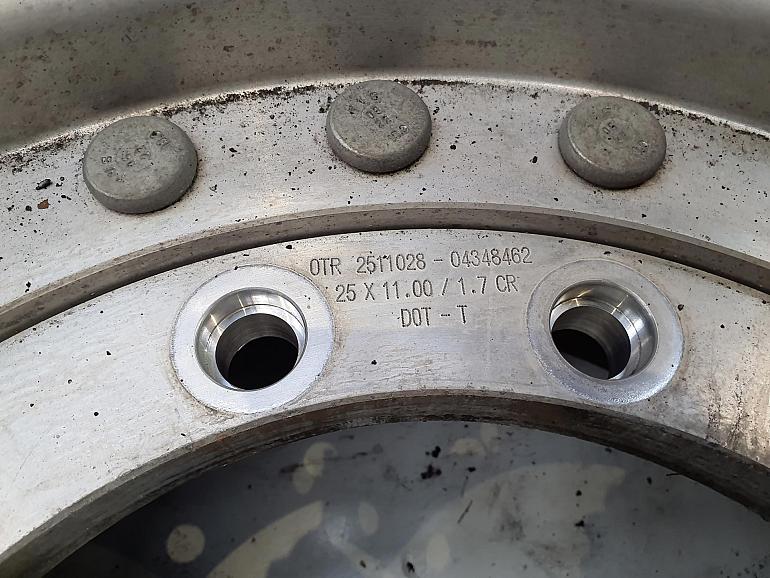 OTR 2511028 - 04348462
25 X 11.00 / 1.7 CR
DOT - T